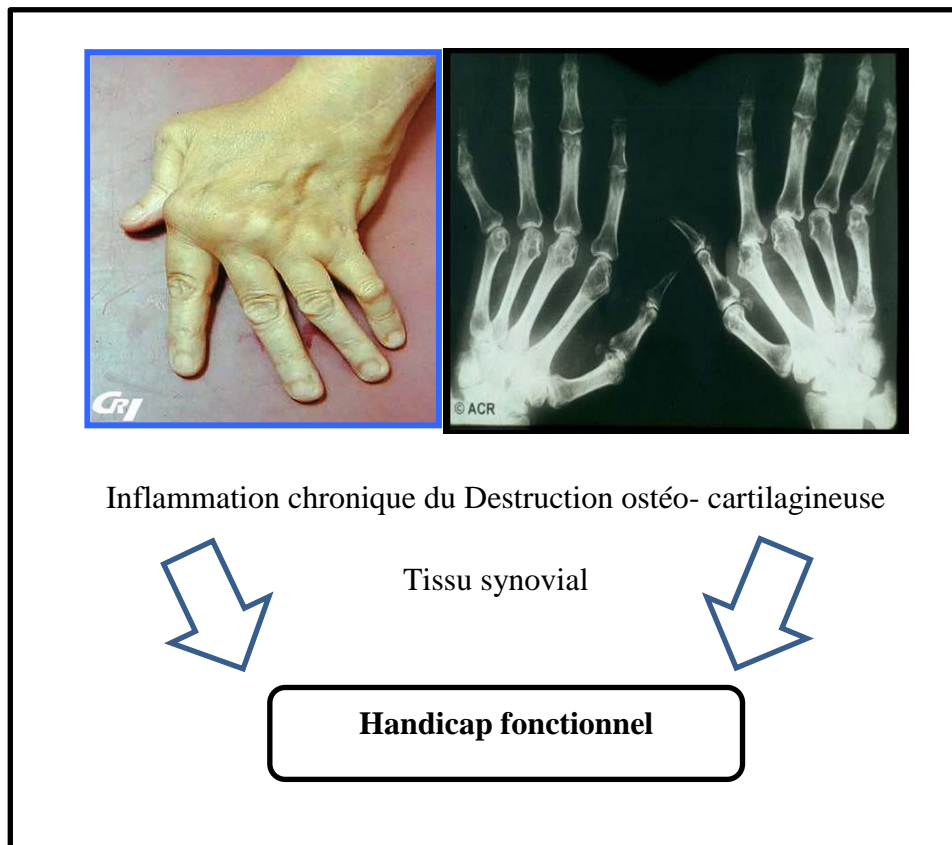 CRI
© ACR
Inflammation chronique du Destruction ostéo- cartilagineuse
Tissu synovial
Handicap fonctionnel